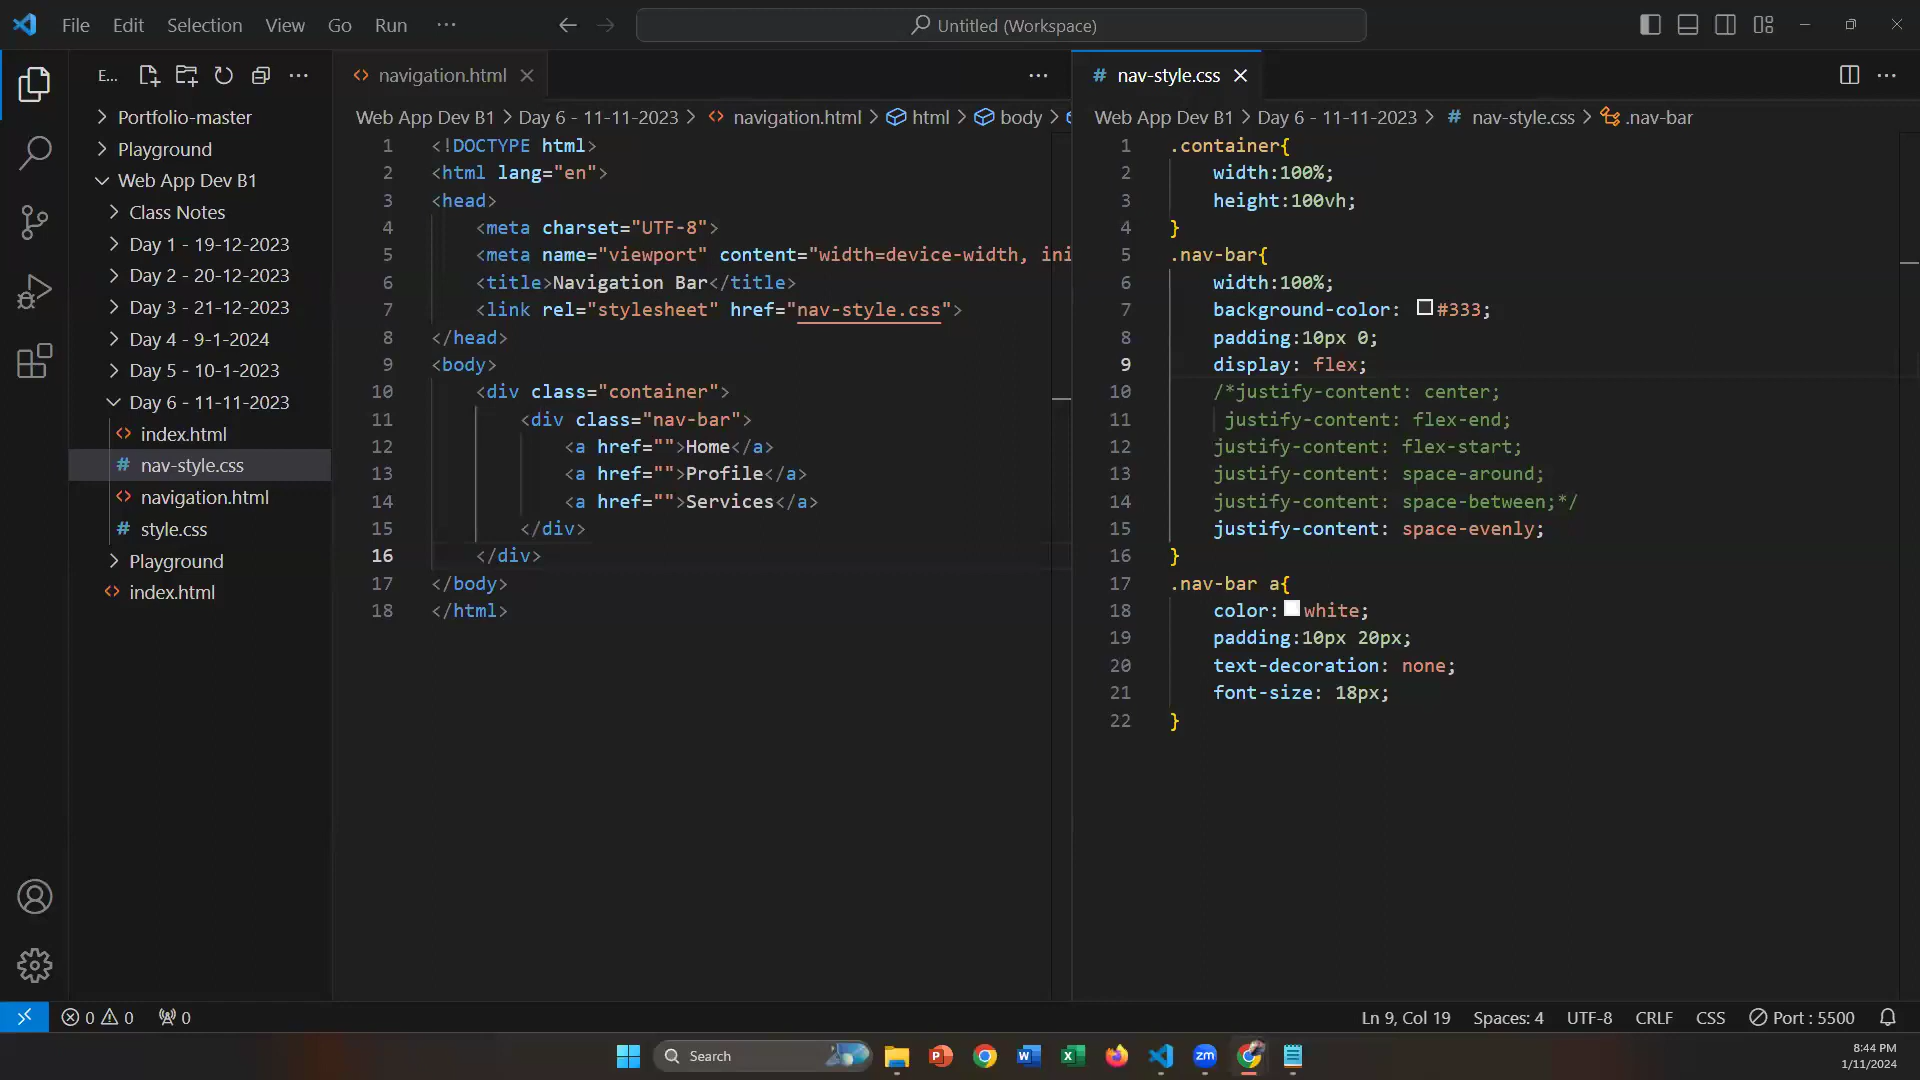 File Edit Selection View Go Run ··· Untitled (Workspace)
E... navigation.html nav-style.css
Portfolio-master
Playground
Web App Dev B1
Class Notes
Day 1 - 19-12-2023
Day 2 - 20-12-2023
Day 3 - 21-12-2023
Day 4 - 9-1-2024
Day 5 - 10-1-2023
Day 6 - 11-11-2023
index.html
nav-style.css
navigation.html
style.css
Playground
index.html
Web App Dev B1 > Day 6 - 11-11-2023 > navigation.html > html > body >
1 <!DOCTYPE html>
2 <html lang="en">
3 <head>
4 <meta charset="UTF-8">
5 <meta name="viewport" content="width=device-width, ini
6 <title>Navigation Bar</title>
7 <link rel="stylesheet" href="nav-style.css">
8 </head>
9 <body>
10 <div class="container">
11 <div class="nav-bar">
12 <a href="">Home</a>
13 <a href="">Profile</a>
14 <a href="">Services</a>
15 </div>
16 </div>
17 </body>
18 </html>
Web App Dev B1 > Day 6 - 11-11-2023 > # nav-style.css > .nav-bar
1 .container{
2 width:100%;
3 height:100vh;
4 }
5 .nav-bar{
6 width:100%;
7 background-color: #333;
8 padding:10px 0;
9 display: flex;
10 /*justify-content: center;
11 justify-content: flex-end;
12 justify-content: flex-start;
13 justify-content: space-around;
14 justify-content: space-between;*/
15 justify-content: space-evenly;
16 }
17 .nav-bar a{
18 color: white;
19 padding:10px 20px;
20 text-decoration: none;
21 font-size: 18px;
22 }
0 0 0 Ln 9, Col 19 Spaces: 4 UTF-8 CRLF CSS Port : 5500
Search P W X zm
8:44 PM
1/11/2024